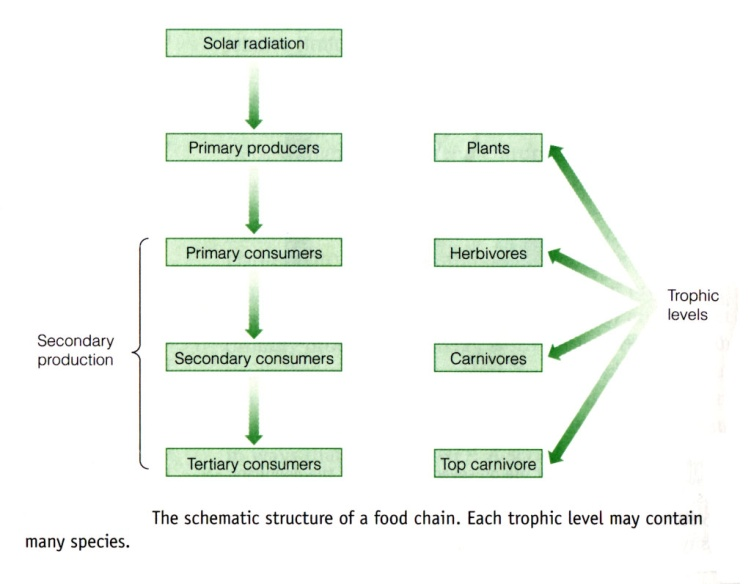 Solar radiation
Primary producers
Plants
Primary consumers
Herbivores
Trophic
levels
Secondary
production
Secondary consumers
Carnivores
Tertiary consumers
Top carnivore
The schematic structure of a food chain. Each trophic level may contain
many species.